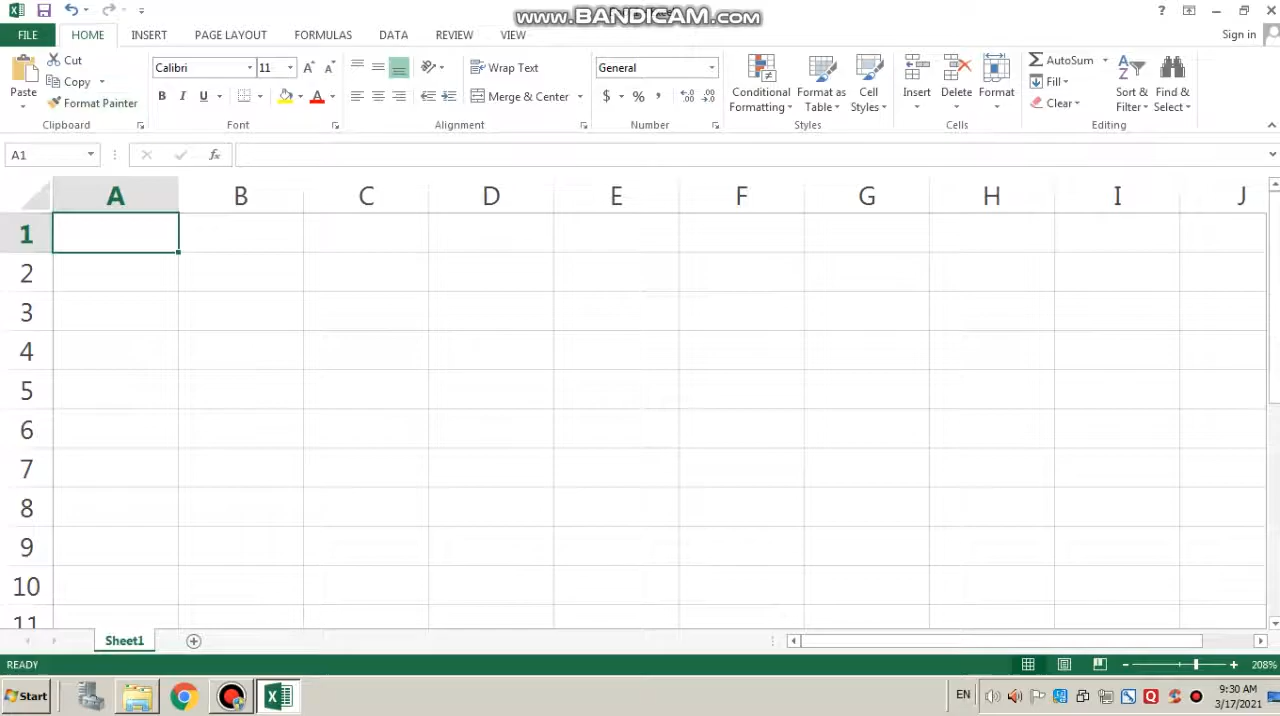 www.BANDICAM.com
Sign in
FILE HOME INSERT PAGE LAYOUT FORMULAS DATA REVIEW VIEW
Paste
Cut
Copy
Format Painter
Clipboard
Calibri 11
B I U A
Font
Wrap Text
Merge & Center
Alignment
General
$ % ,
Number
Conditional
Formatting
Format as
Table
Cell
Styles
Styles
Insert
Delete
Format
Cells
AutoSum
Fill
Clear
Sort &
Filter
Find &
Select
Editing
A1 fx
A B C D E F G H I J
1
2
3
4
5
6
7
8
9
10
11
Sheet1
READY 208%
Start EN 9:30 AM
3/17/2021